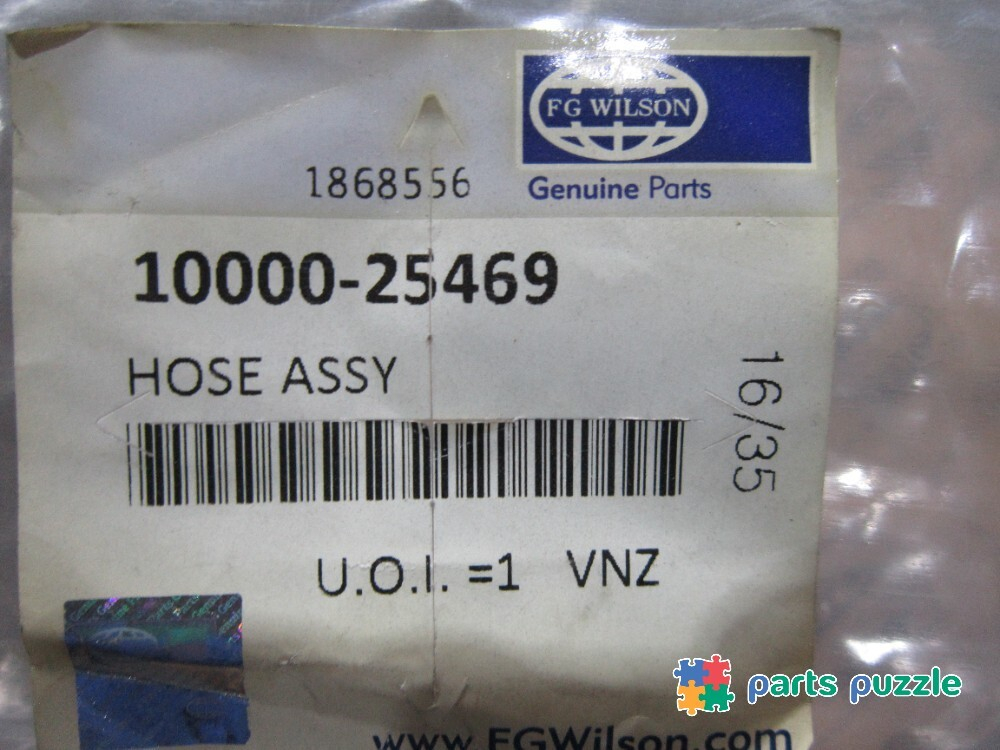 FG WILSON
Genuine Parts
1868556
10000-25469
HOSE ASSY
16/35
U.O.I. =1 VNZ
parts puzzle
www.FGWilson.com